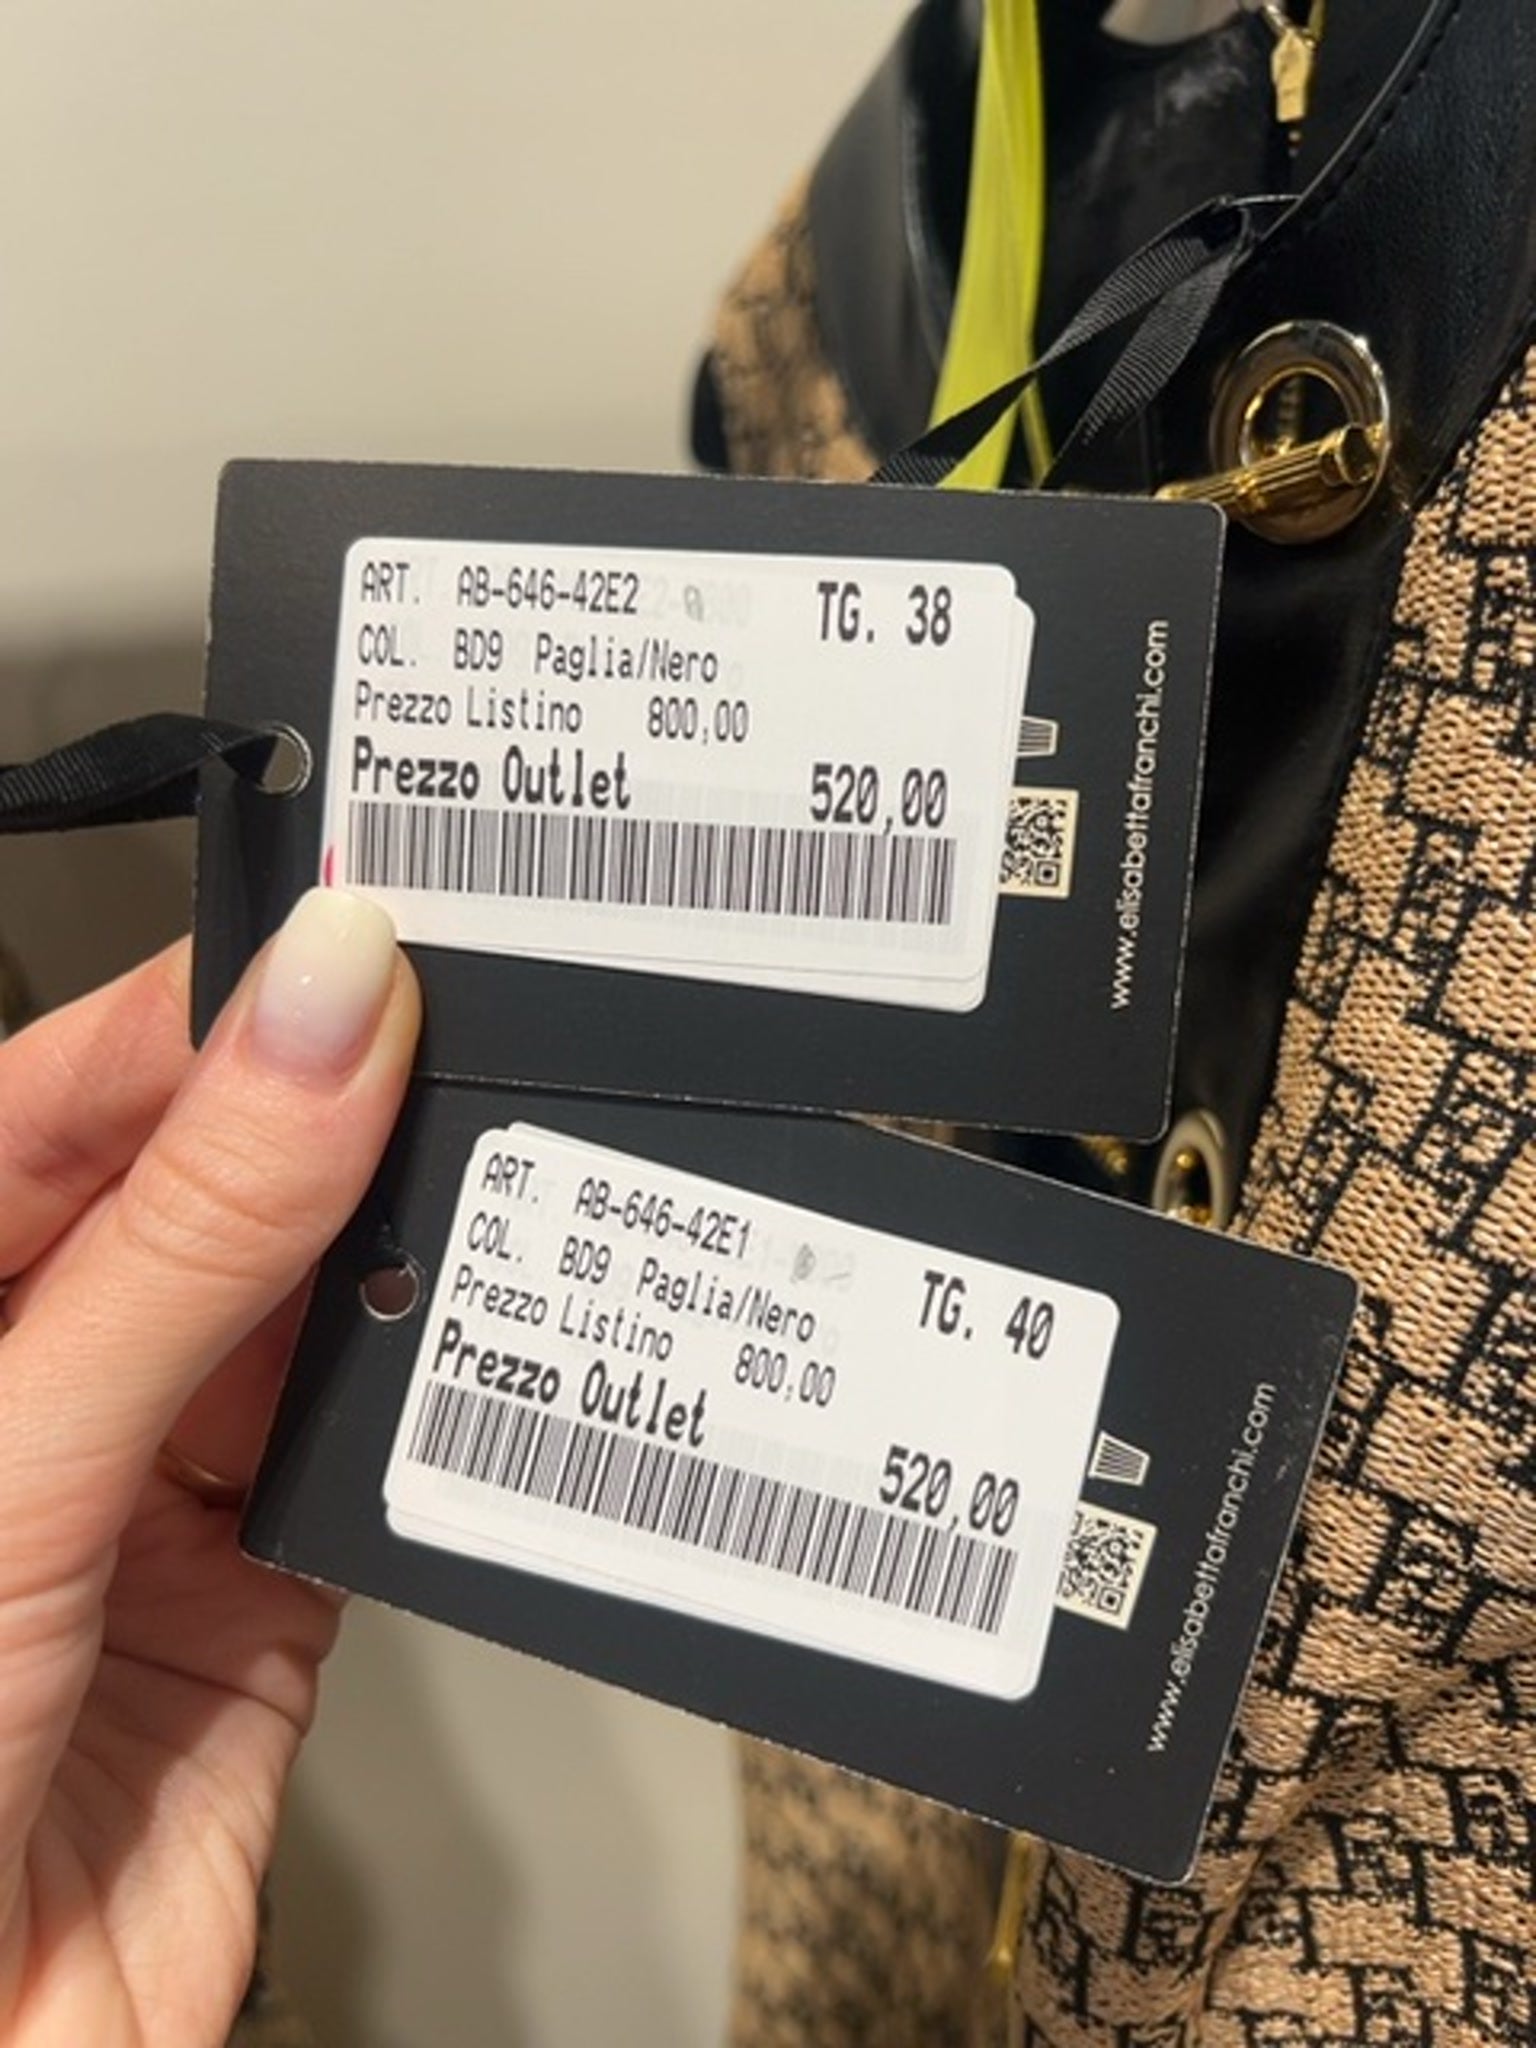 ART. AB-646-42E2 TG. 38
COL. BD9 Paglia/Nero
Prezzo Listino 800,00
Prezzo Outlet 520,00
www.elisabettafranchi.com
ART. AB-646-42E1 TG. 40
COL. BD9 Paglia/Nero
Prezzo Listino 800,00
Prezzo Outlet 520,00
www.elisabettafranchi.com